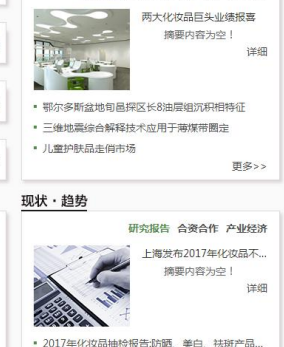 两大化妆品巨头业绩报喜
摘要内容为空！
详细
鄂尔多斯盆地旬邑探区长8油层组沉积相特征
三维地震综合解释技术应用于薄煤带圈定
儿童护肤品走俏市场
更多>>
现状·趋势
研究报告 合资合作 产业经济
上海发布2017年化妆品不...
摘要内容为空！
详细
2017年化妆品抽检报告:防晒、美白、祛斑产品...